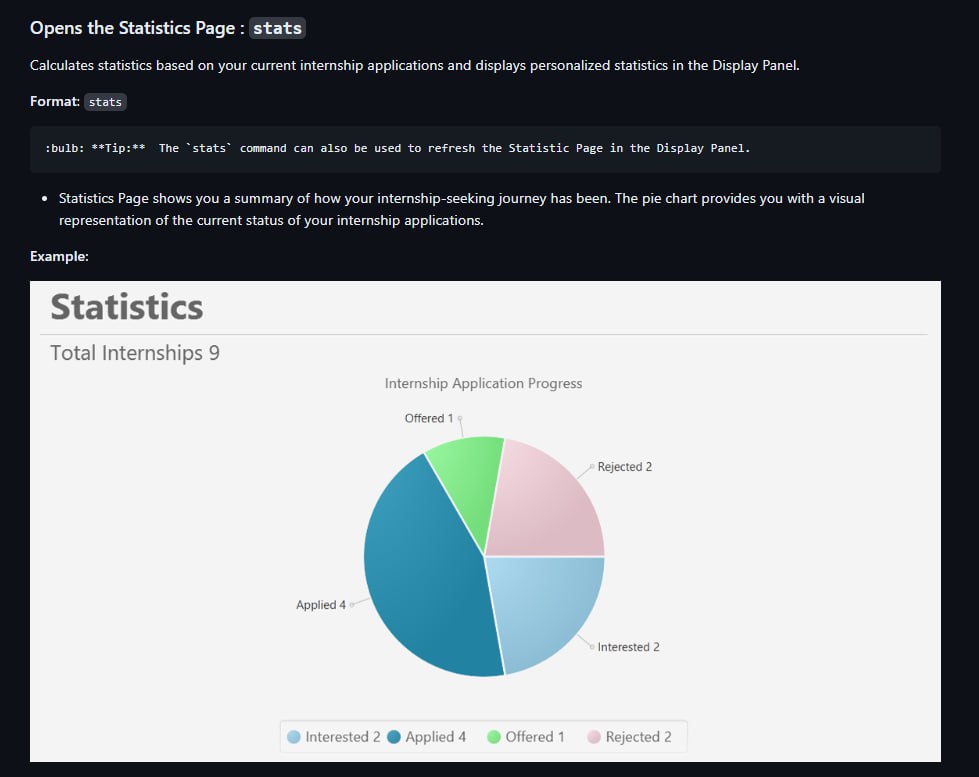 Opens the Statistics Page : stats
Calculates statistics based on your current internship applications and displays personalized statistics in the Display Panel.
Format: stats
:bulb: **Tip:**  The `stats` command can also be used to refresh the Statistic Page in the Display Panel.
• Statistics Page shows you a summary of how your internship-seeking journey has been. The pie chart provides you with a visual
representation of the current status of your internship applications.
Example:
Statistics
Total Internships 9
Internship Application Progress
Offered 1
Rejected 2
Applied 4
Interested 2
Interested 2 Applied 4 Offered 1 Rejected 2